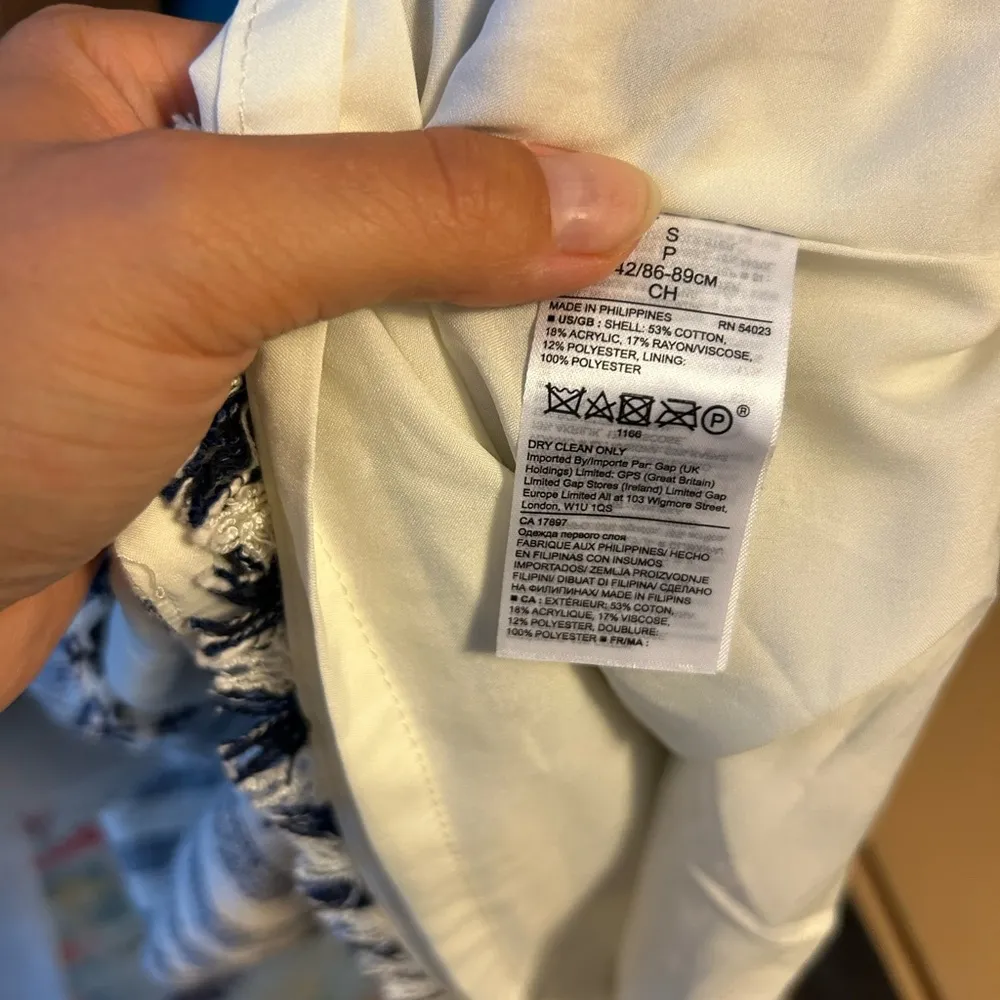 S
P
42/86-89CM
CH
MADE IN PHILIPPINES RN 54023
■ US/GB : SHELL: 53% COTTON,
18% ACRYLIC, 17% RAYON/VISCOSE,
12% POLYESTER, LINING:
100% POLYESTER
P ®
1166
DRY CLEAN ONLY
Imported By/Importe Par: Gap (UK
Holdings) Limited: GPS (Great Britain)
Limited Gap Stores (Ireland) Limited Gap
Europe Limited All at 103 Wigmore Street,
London, W1U 1QS
CA 17897
Одежда первого слоя
FABRIQUE AUX PHILIPPINES/ HECHO
EN FILIPINAS CON INSUMOS
IMPORTADOS/ ZEMLJA PROIZVODNJE
FILIPINI/ DIBUAT DI FILIPINA/ СДЕЛАНО
НА ФИЛИПИНАХ/ MADE IN FILIPINS
■ CA : EXTÉRIEUR: 53% COTON,
18% ACRYLIQUE, 17% VISCOSE,
12% POLYESTER, DOUBLURE:
100% POLYESTER ■ FR/MA :